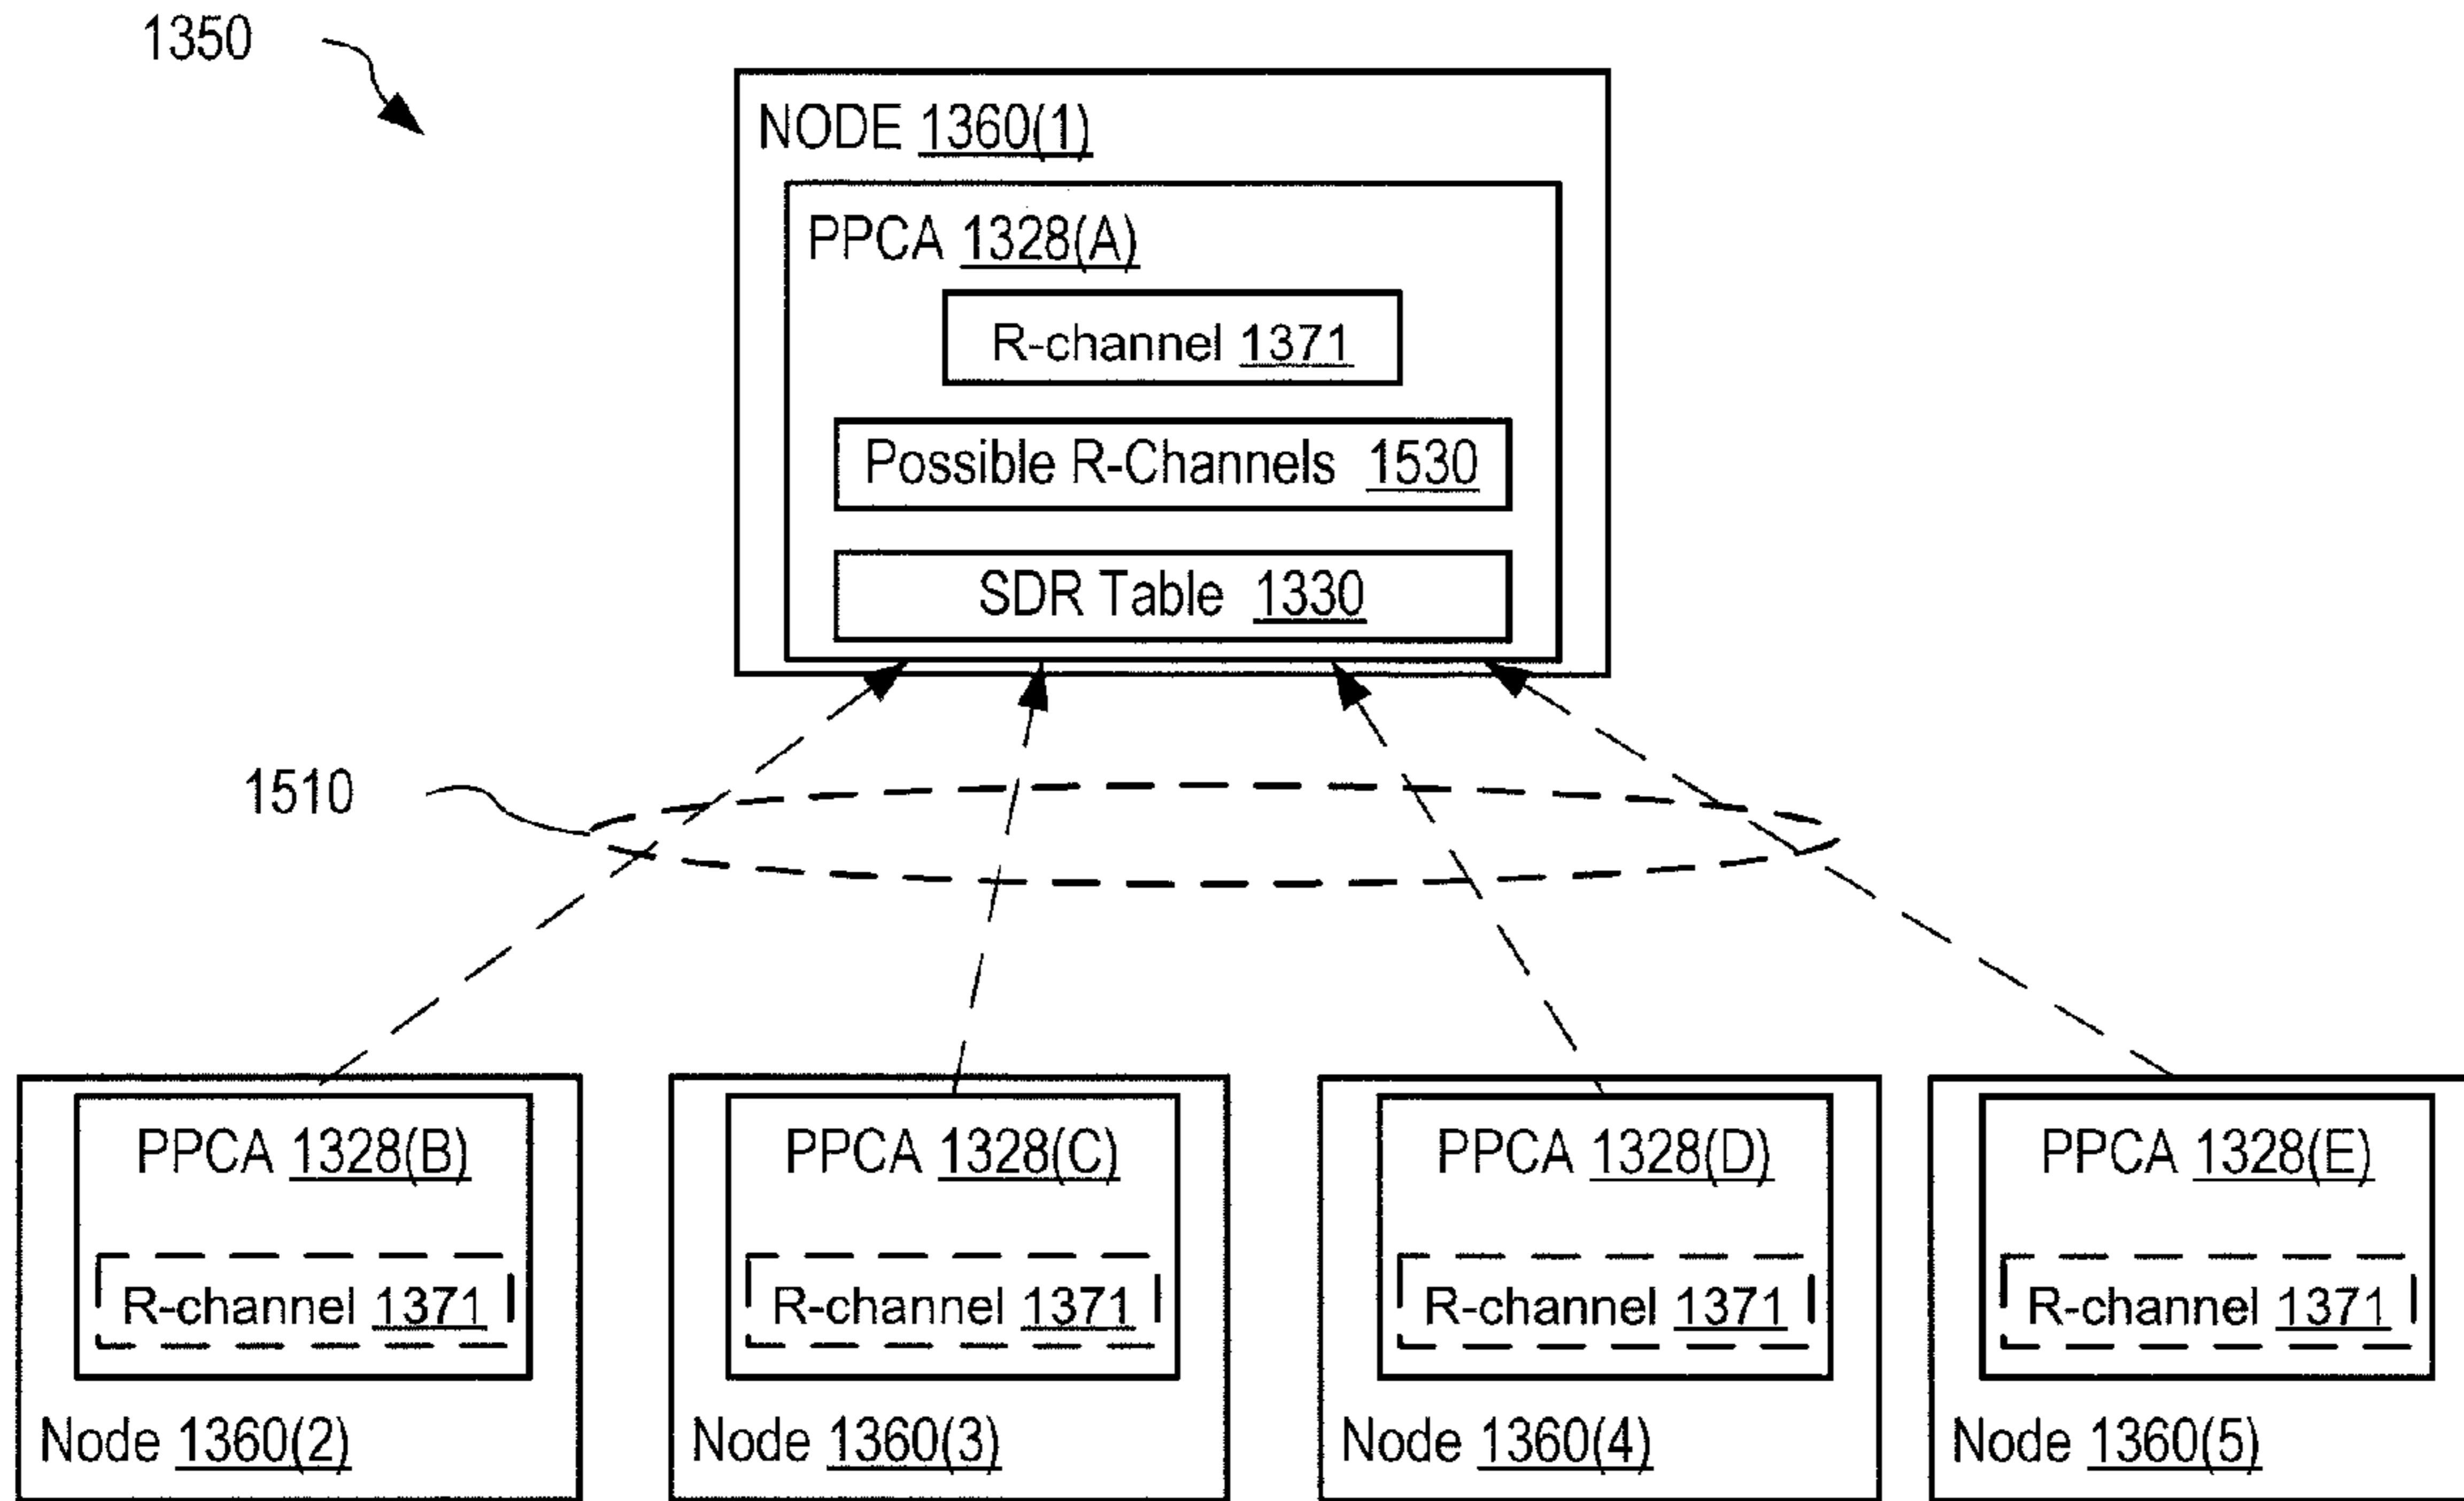 1350
NODE 1360(1)
PPCA 1328(A)
R-channel 1371
Possible R-Channels 1530
SDR Table 1330
1510
PPCA 1328(B)
R-channel 1371
Node 1360(2)
PPCA 1328(C)
R-channel 1371
Node 1360(3)
PPCA 1328(D)
R-channel 1371
Node 1360(4)
PPCA 1328(E)
R-channel 1371
Node 1360(5)